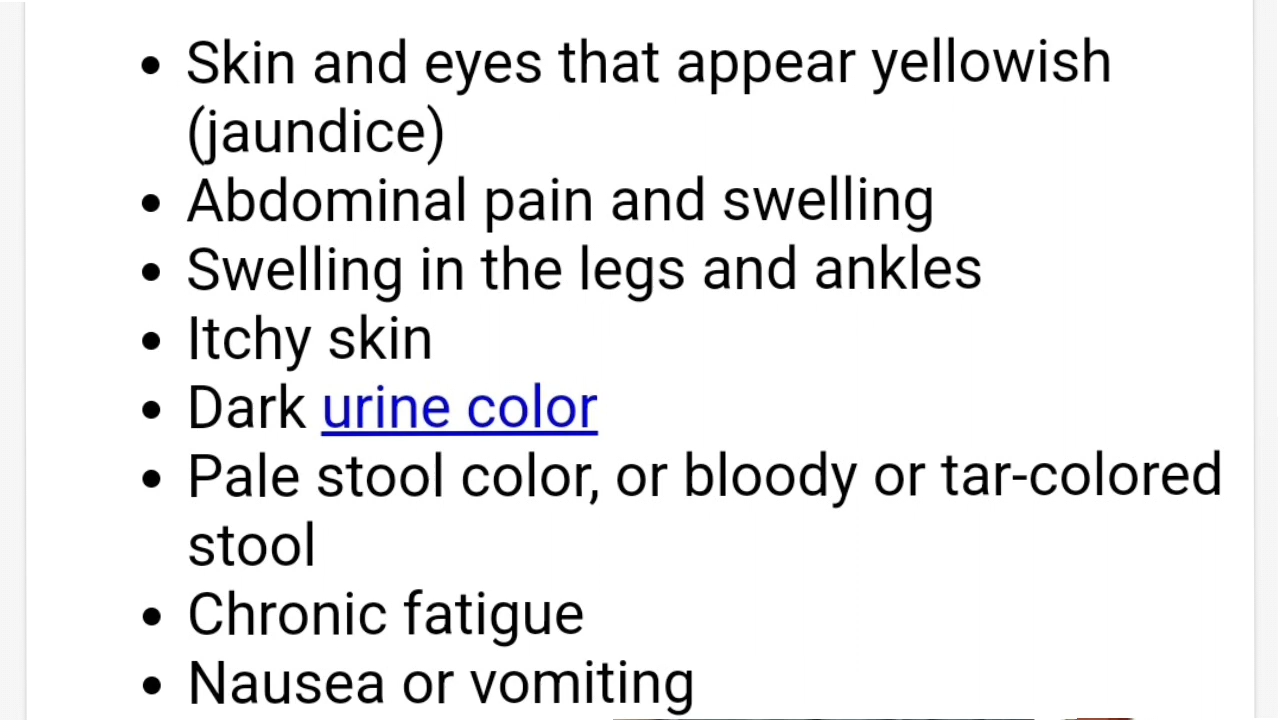 • Skin and eyes that appear yellowish
(jaundice)
• Abdominal pain and swelling
• Swelling in the legs and ankles
• Itchy skin
• Dark urine color
• Pale stool color, or bloody or tar-colored
stool
• Chronic fatigue
• Nausea or vomiting